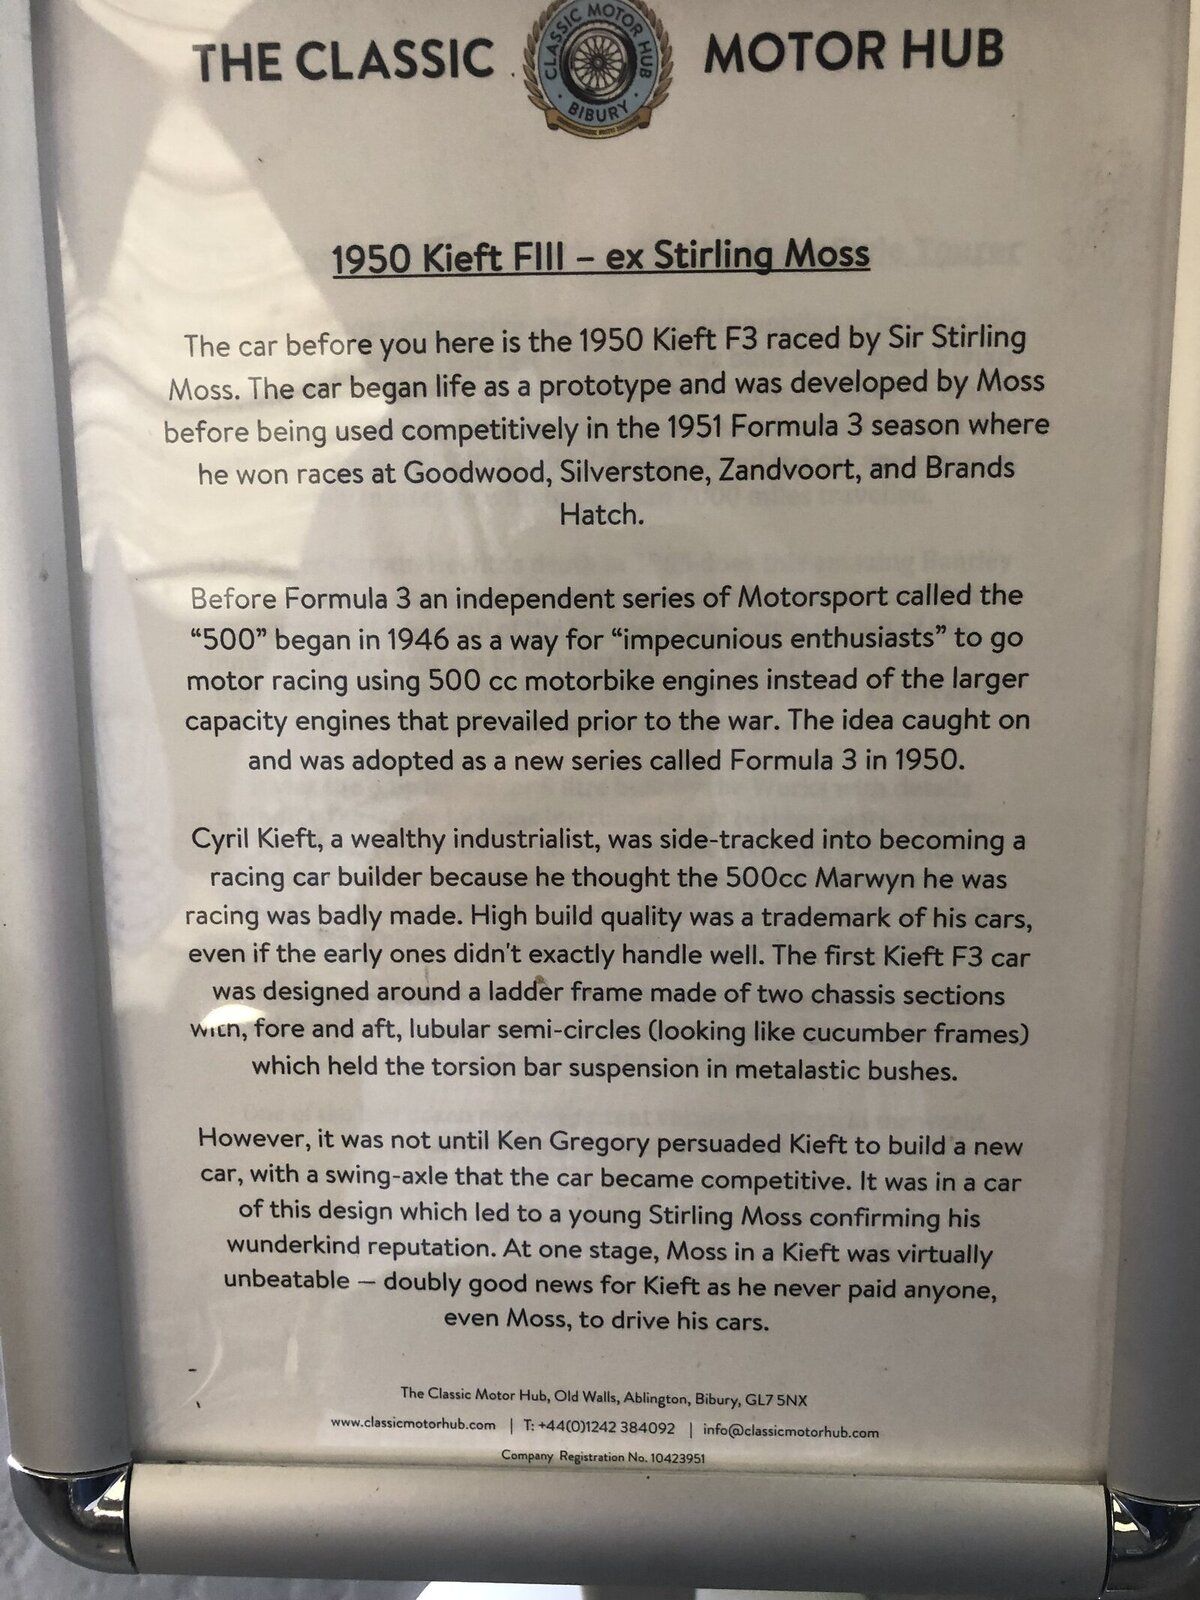 THE CLASSIC MOTOR HUB
CLASSIC MOTOR HUB
· BIBURY ·
1950 Kieft FIII – ex Stirling Moss
The car before you here is the 1950 Kieft F3 raced by Sir Stirling
Moss. The car began life as a prototype and was developed by Moss
before being used competitively in the 1951 Formula 3 season where
he won races at Goodwood, Silverstone, Zandvoort, and Brands
Hatch.
Before Formula 3 an independent series of Motorsport called the
“500” began in 1946 as a way for “impecunious enthusiasts” to go
motor racing using 500 cc motorbike engines instead of the larger
capacity engines that prevailed prior to the war. The idea caught on
and was adopted as a new series called Formula 3 in 1950.
Cyril Kieft, a wealthy industrialist, was side-tracked into becoming a
racing car builder because he thought the 500cc Marwyn he was
racing was badly made. High build quality was a trademark of his cars,
even if the early ones didn't exactly handle well. The first Kieft F3 car
was designed around a ladder frame made of two chassis sections
with, fore and aft, lubular semi-circles (looking like cucumber frames)
which held the torsion bar suspension in metalastic bushes.
However, it was not until Ken Gregory persuaded Kieft to build a new
car, with a swing-axle that the car became competitive. It was in a car
of this design which led to a young Stirling Moss confirming his
wunderkind reputation. At one stage, Moss in a Kieft was virtually
unbeatable — doubly good news for Kieft as he never paid anyone,
even Moss, to drive his cars.
The Classic Motor Hub, Old Walls, Ablington, Bibury, GL7 5NX
www.classicmotorhub.com | T: +44(0)1242 384092 | info@classicmotorhub.com
Company Registration No. 10423951